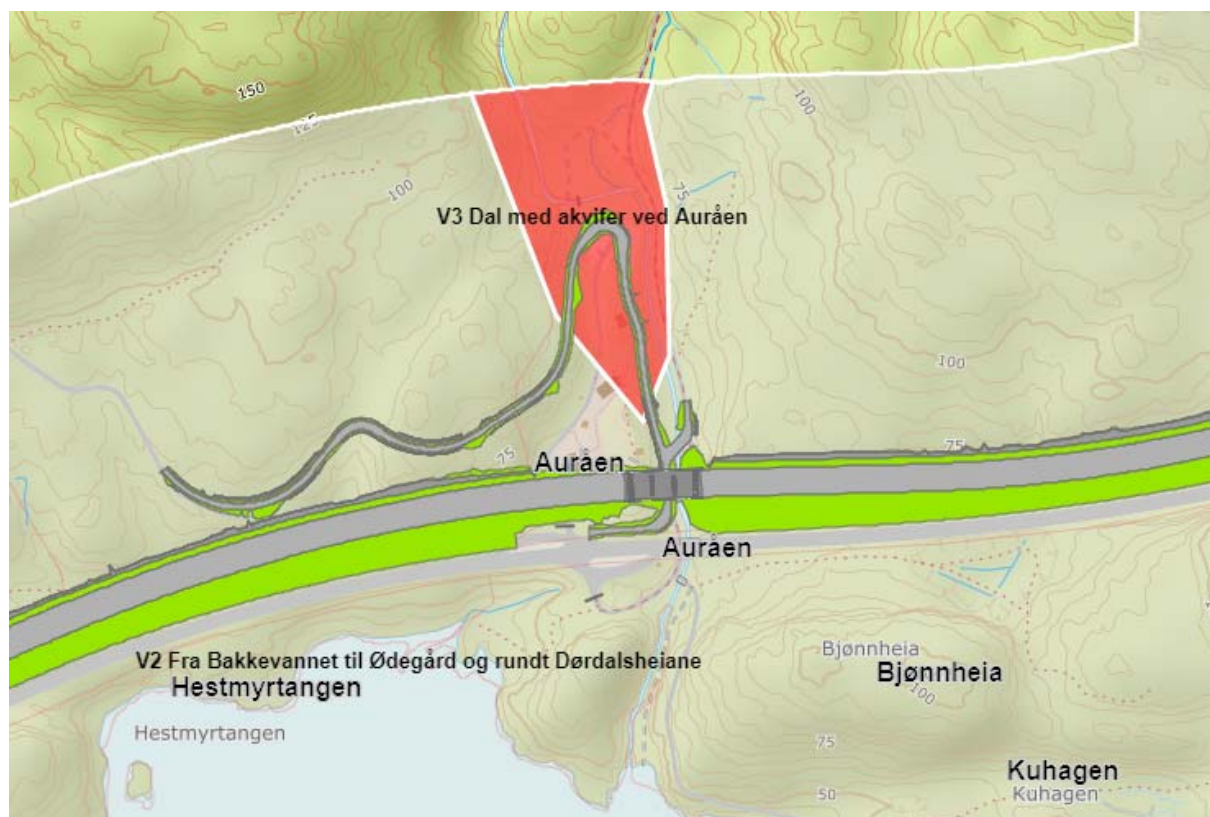 150
125
100
100
75
V3 Dal med akvifer ved Auråen
100
75
75
Auråen
Auråen
V2 Fra Bakkevannet til Ødegård og rundt Dørdalsheiane
Hestmyrtangen
Bjønnheia
Bjønnheia
100
Hestmyrtangen
75
Kuhagen
50
Kuhagen